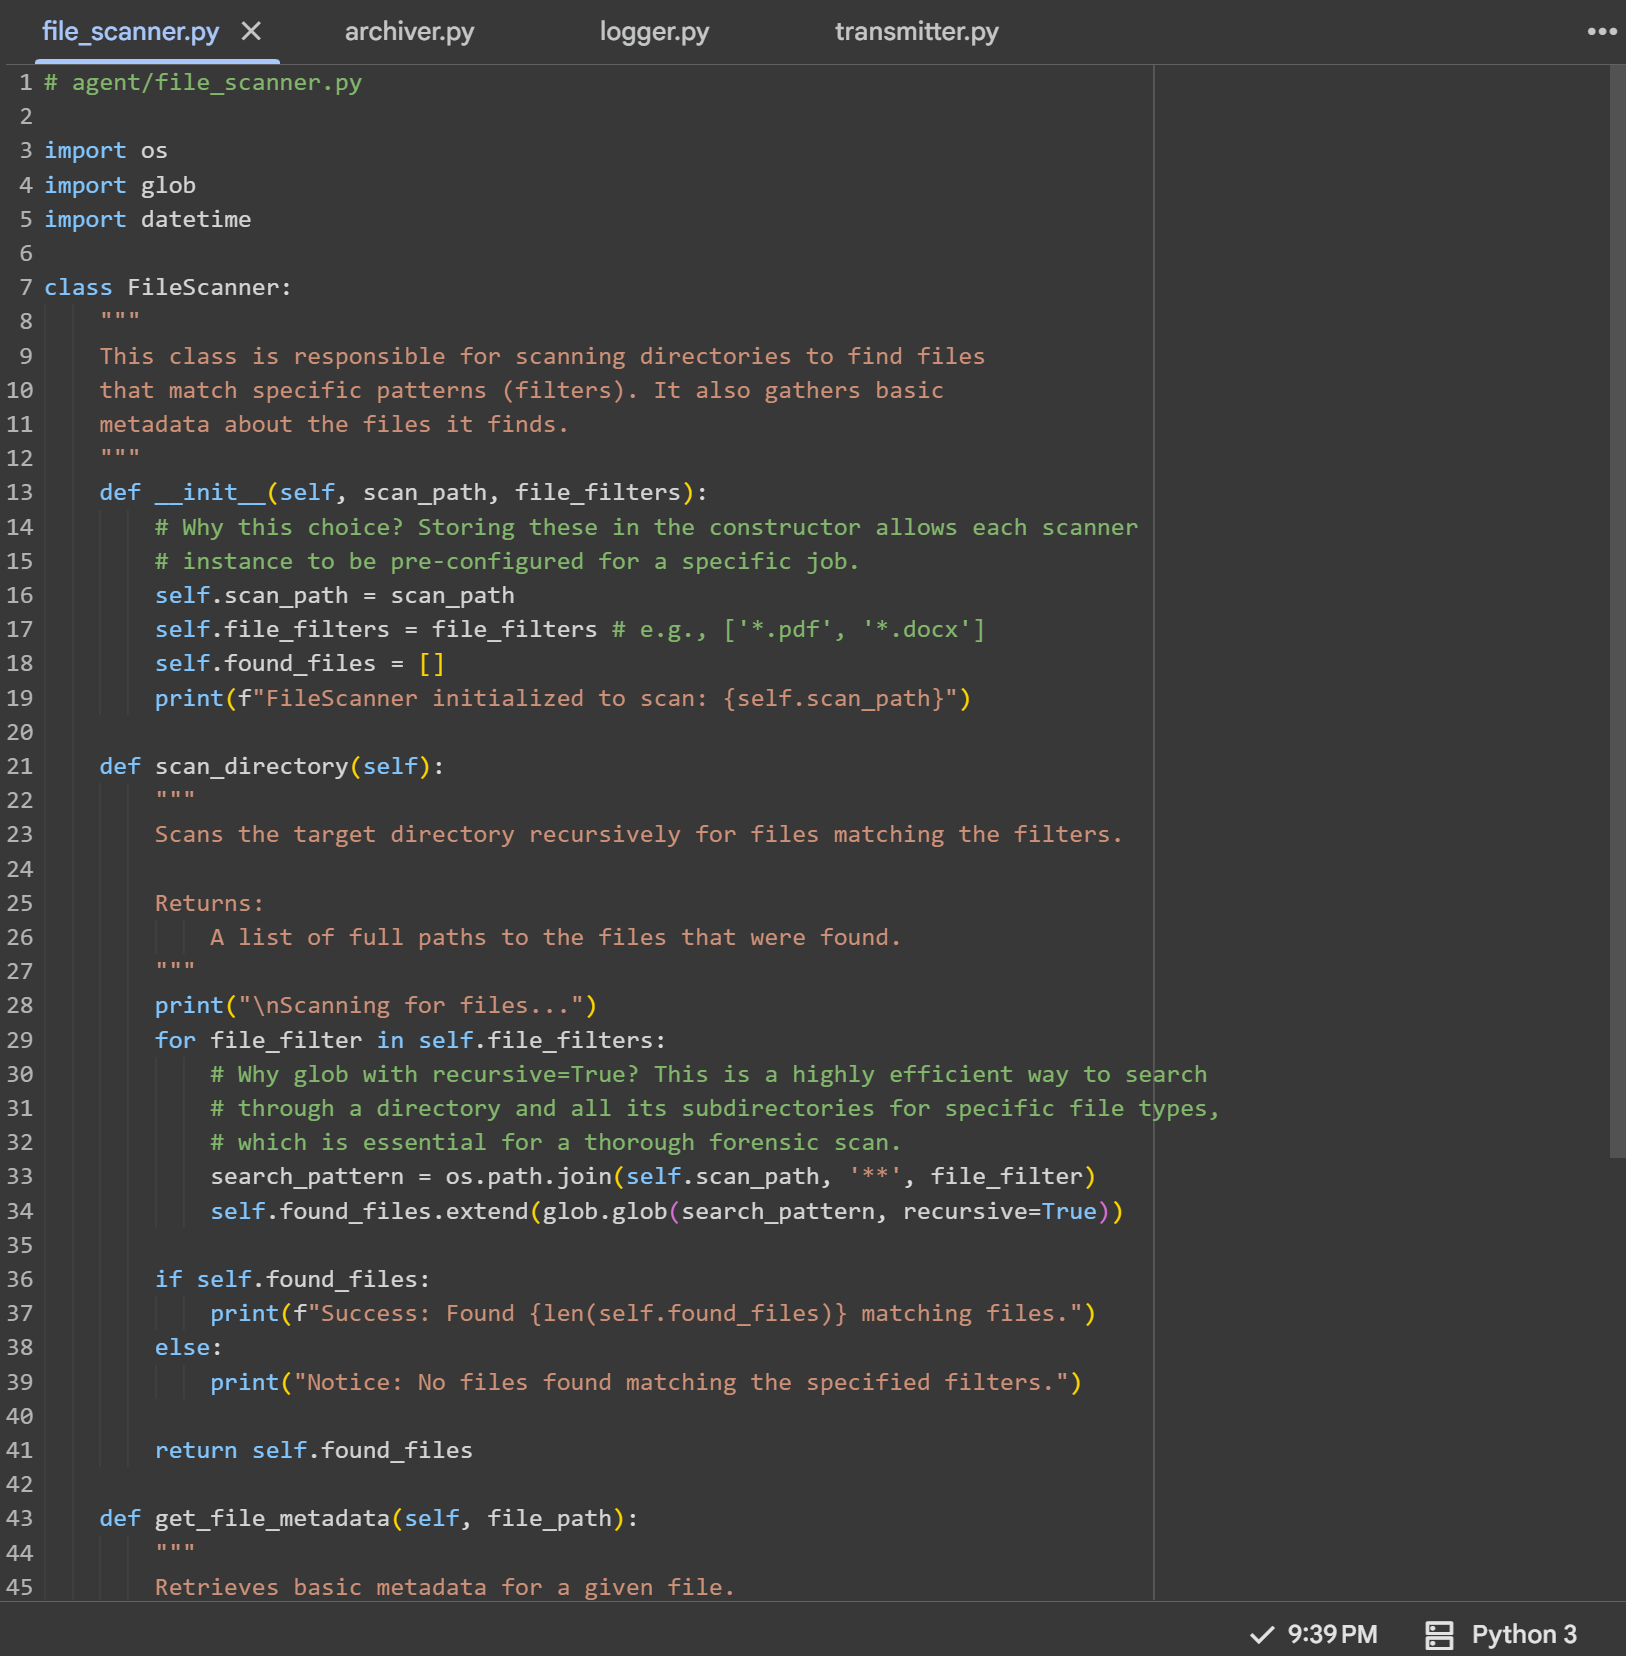 file_scanner.py archiver.py logger.py transmitter.py
1 # agent/file_scanner.py
2
3 import os
4 import glob
5 import datetime
6
7 class FileScanner:
8     """
9     This class is responsible for scanning directories to find files
10     that match specific patterns (filters). It also gathers basic
11     metadata about the files it finds.
12     """
13     def __init__(self, scan_path, file_filters):
14         # Why this choice? Storing these in the constructor allows each scanner
15         # instance to be pre-configured for a specific job.
16         self.scan_path = scan_path
17         self.file_filters = file_filters # e.g., ['*.pdf', '*.docx']
18         self.found_files = []
19         print(f"FileScanner initialized to scan: {self.scan_path}")
20
21     def scan_directory(self):
22         """
23         Scans the target directory recursively for files matching the filters.
24
25         Returns:
26             A list of full paths to the files that were found.
27         """
28         print("\nScanning for files...")
29         for file_filter in self.file_filters:
30             # Why glob with recursive=True? This is a highly efficient way to search
31             # through a directory and all its subdirectories for specific file types,
32             # which is essential for a thorough forensic scan.
33             search_pattern = os.path.join(self.scan_path, '**', file_filter)
34             self.found_files.extend(glob.glob(search_pattern, recursive=True))
35
36         if self.found_files:
37             print(f"Success: Found {len(self.found_files)} matching files.")
38         else:
39             print("Notice: No files found matching the specified filters.")
40
41         return self.found_files
42
43     def get_file_metadata(self, file_path):
44         """
45         Retrieves basic metadata for a given file.
9:39 PM Python 3